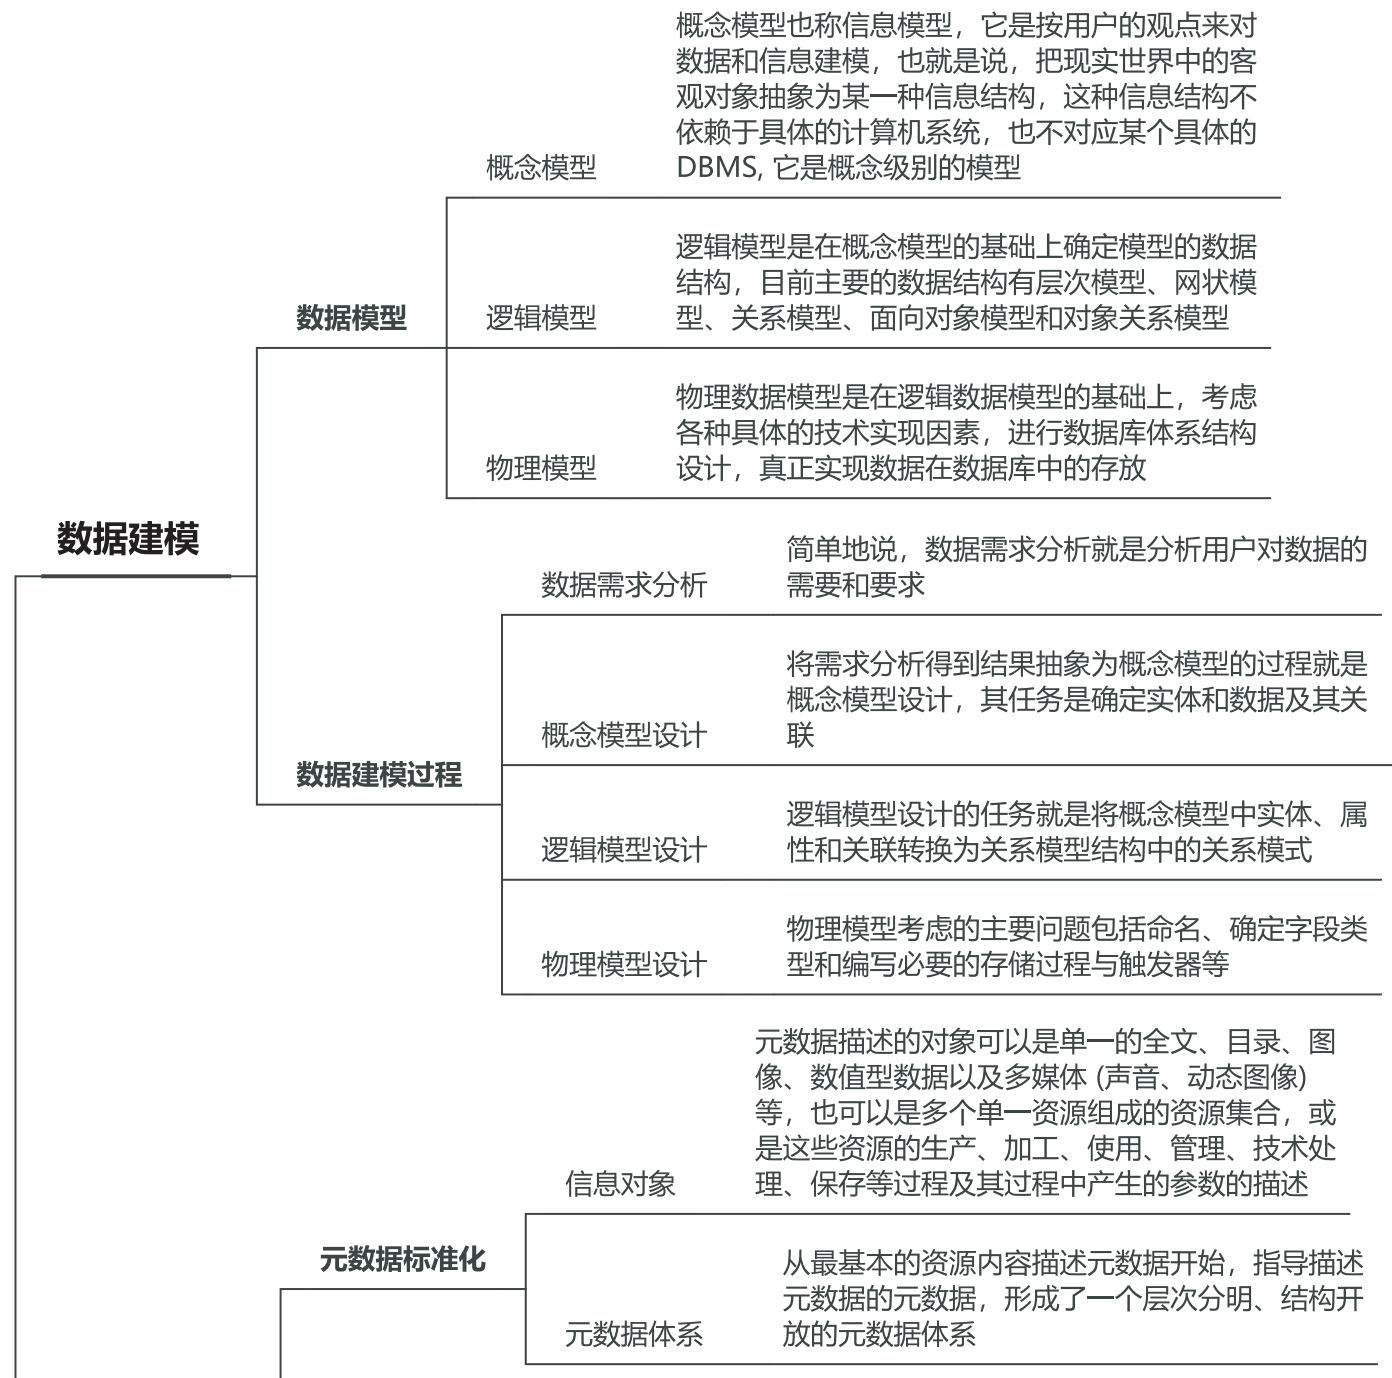 概念模型也称信息模型，它是按用户的观点来对
数据和信息建模，也就是说，把现实世界中的客
观对象抽象为某一种信息结构，这种信息结构不
依赖于具体的计算机系统，也不对应某个具体的
DBMS, 它是概念级别的模型
概念模型
逻辑模型是在概念模型的基础上确定模型的数据
结构，目前主要的数据结构有层次模型、网状模
型、关系模型、面向对象模型和对象关系模型
逻辑模型
数据模型
物理数据模型是在逻辑数据模型的基础上，考虑
各种具体的技术实现因素，进行数据库体系结构
设计，真正实现数据在数据库中的存放
物理模型
数据建模
简单地说，数据需求分析就是分析用户对数据的
需要和要求
数据需求分析
将需求分析得到结果抽象为概念模型的过程就是
概念模型设计，其任务是确定实体和数据及其关
联
概念模型设计
数据建模过程
逻辑模型设计的任务就是将概念模型中实体、属
性和关联转换为关系模型结构中的关系模式
逻辑模型设计
物理模型考虑的主要问题包括命名、确定字段类
型和编写必要的存储过程与触发器等
物理模型设计
元数据描述的对象可以是单一的全文、目录、图
像、数值型数据以及多媒体 (声音、动态图像)
等，也可以是多个单一资源组成的资源集合，或
是这些资源的生产、加工、使用、管理、技术处
理、保存等过程及其过程中产生的参数的描述
信息对象
元数据标准化
从最基本的资源内容描述元数据开始，指导描述
元数据的元数据，形成了一个层次分明、结构开
放的元数据体系
元数据体系